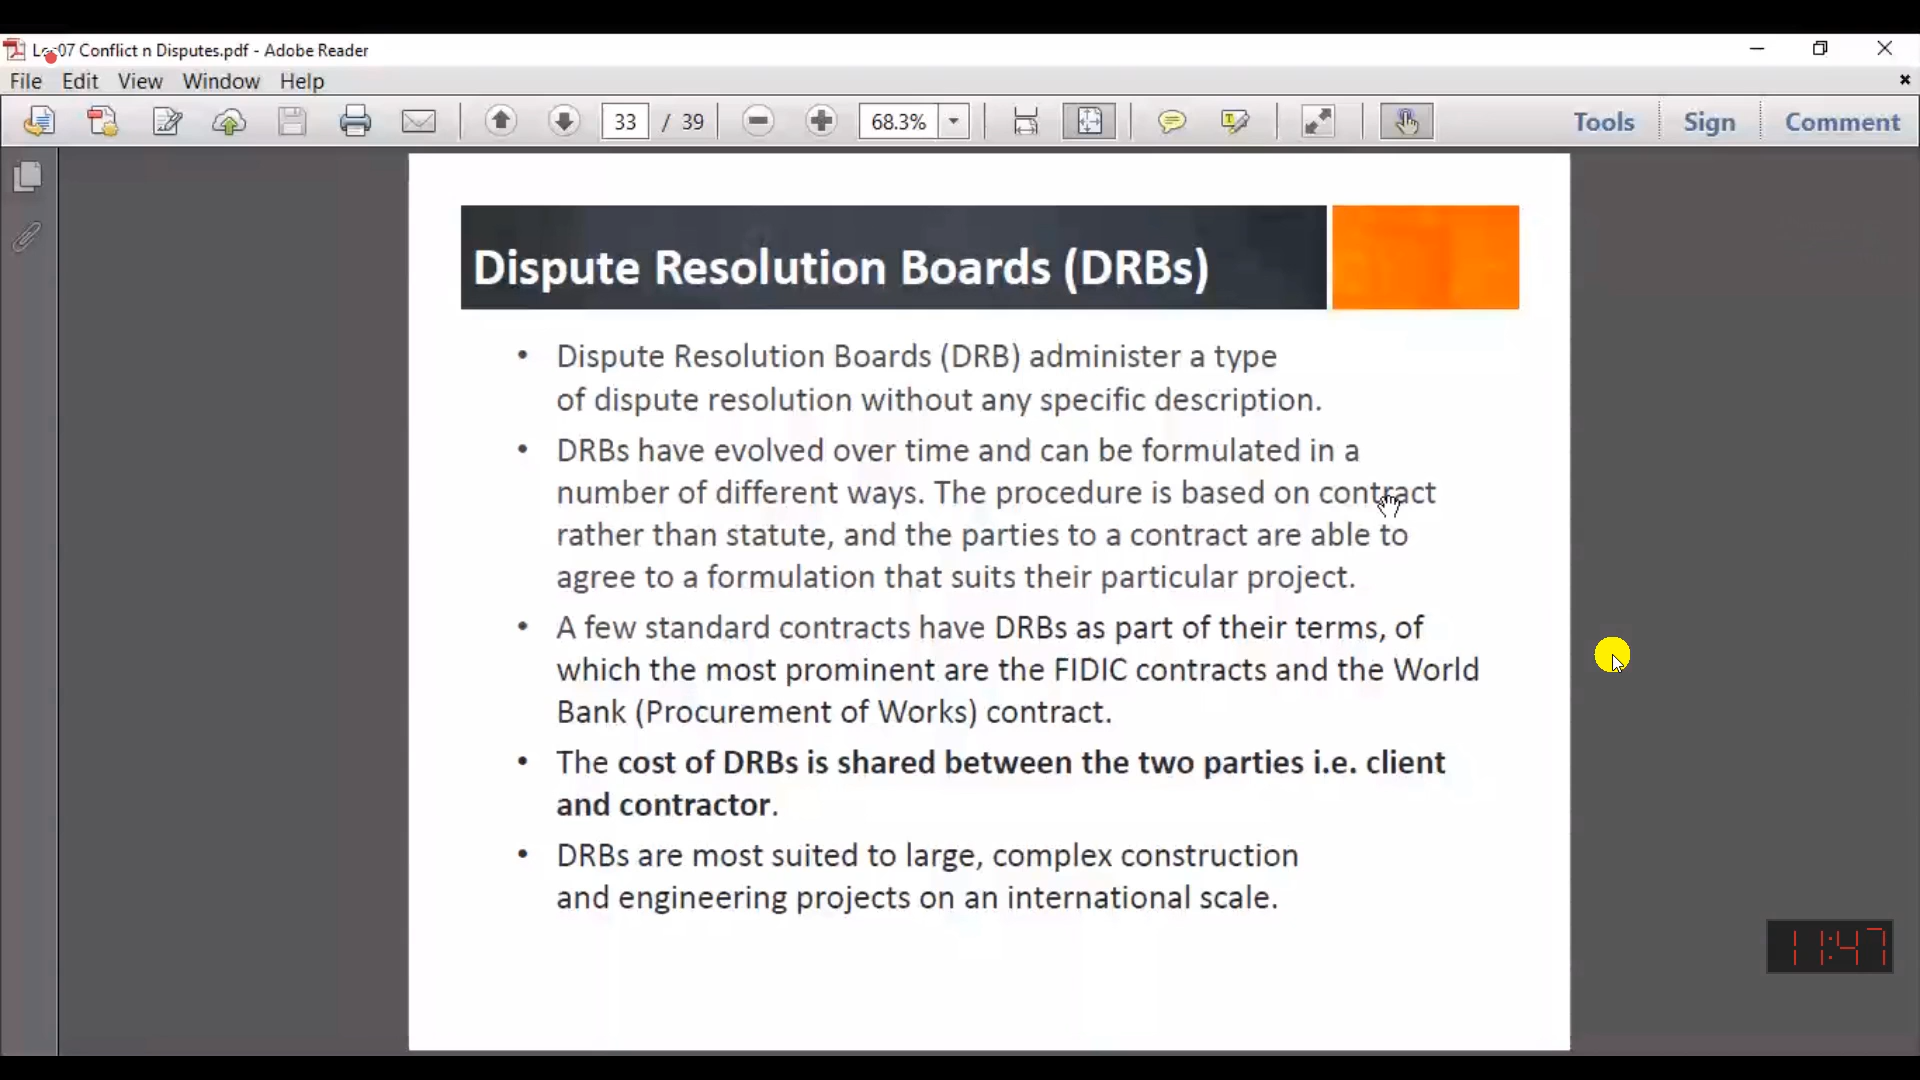 Lec07 Conflict n Disputes.pdf - Adobe Reader
File Edit View Window Help
33 / 39 68.3% Tools Sign Comment
Dispute Resolution Boards (DRBs)
• Dispute Resolution Boards (DRB) administer a type
of dispute resolution without any specific description.
• DRBs have evolved over time and can be formulated in a
number of different ways. The procedure is based on contract
rather than statute, and the parties to a contract are able to
agree to a formulation that suits their particular project.
• A few standard contracts have DRBs as part of their terms, of
which the most prominent are the FIDIC contracts and the World
Bank (Procurement of Works) contract.
• The cost of DRBs is shared between the two parties i.e. client
and contractor.
• DRBs are most suited to large, complex construction
and engineering projects on an international scale.
11:47